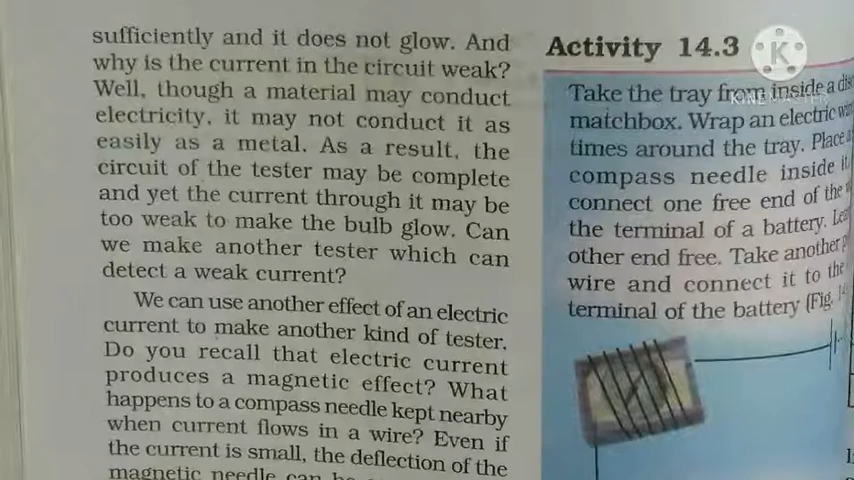 sufficiently and it does not glow. And
why is the current in the circuit weak?
Well, though a material may conduct
electricity, it may not conduct it as
easily as a metal. As a result, the
circuit of the tester may be complete
and yet the current through it may be
too weak to make the bulb glow. Can
we make another tester which can
detect a weak current?
We can use another effect of an electric
current to make another kind of tester.
Do you recall that electric current
produces a magnetic effect? What
happens to a compass needle kept nearby
when current flows in a wire? Even if
the current is small, the deflection of the
magnetic needle can be
Activity 14.3
Take the tray from inside a
matchbox. Wrap an electric
times around the tray. Place
compass needle inside it.
connect one free end of the
the terminal of a battery.
other end free. Take another
wire and connect it to the
terminal of the battery (Fig.
K
KINEMASTER